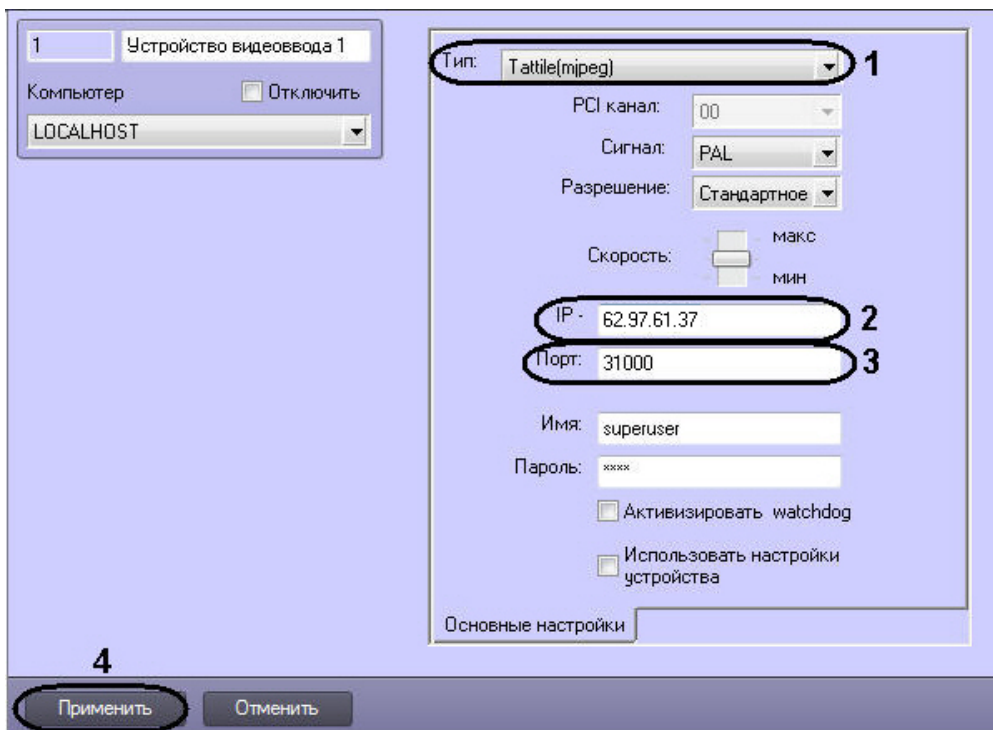 1 Устройство видеоввода 1
Компьютер Отключить
LOCALHOST
Тип: Tattile(mjpeg) 1
PCI канал: 00
Сигнал: PAL
Разрешение: Стандартное
Скорость: макс
мин
IP - 62.97.61.37 2
Порт: 31000 3
Имя: superuser
Пароль: ××××
Активизировать watchdog
Использовать настройки
устройства
Основные настройки
4
Применить Отменить